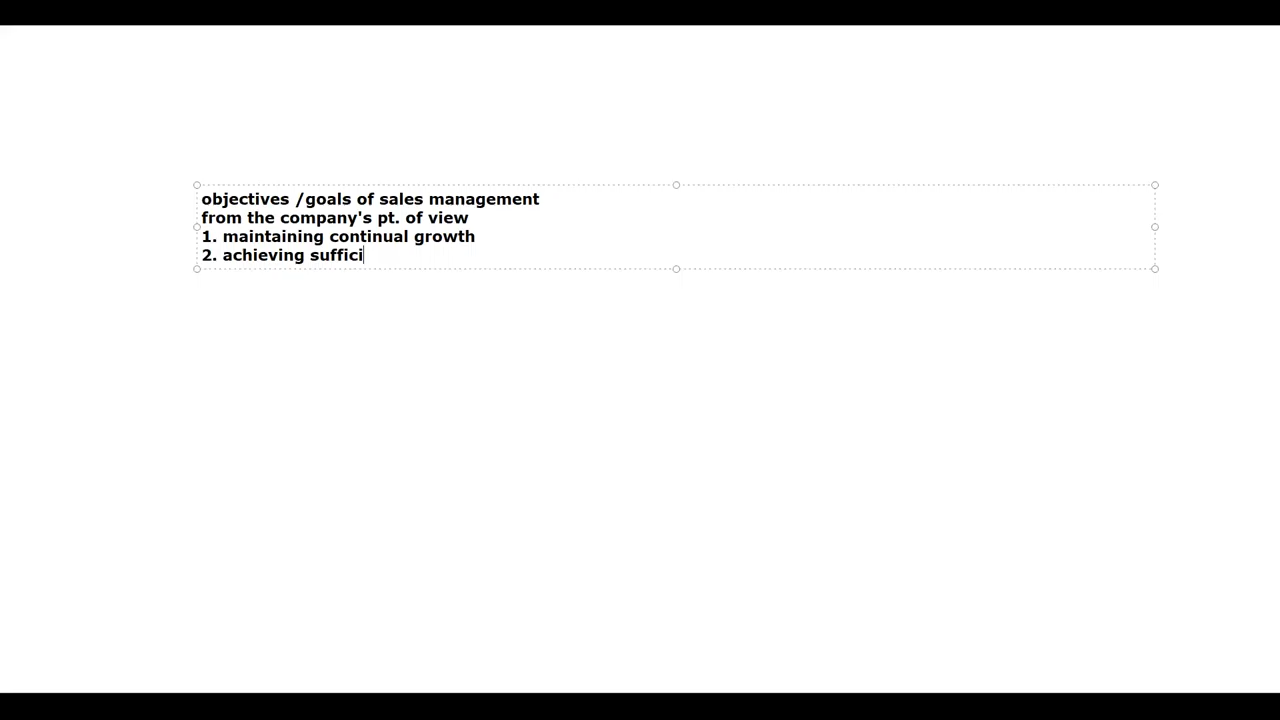 objectives /goals of sales management
from the company's pt. of view
1. maintaining continual growth
2. achieving suffici